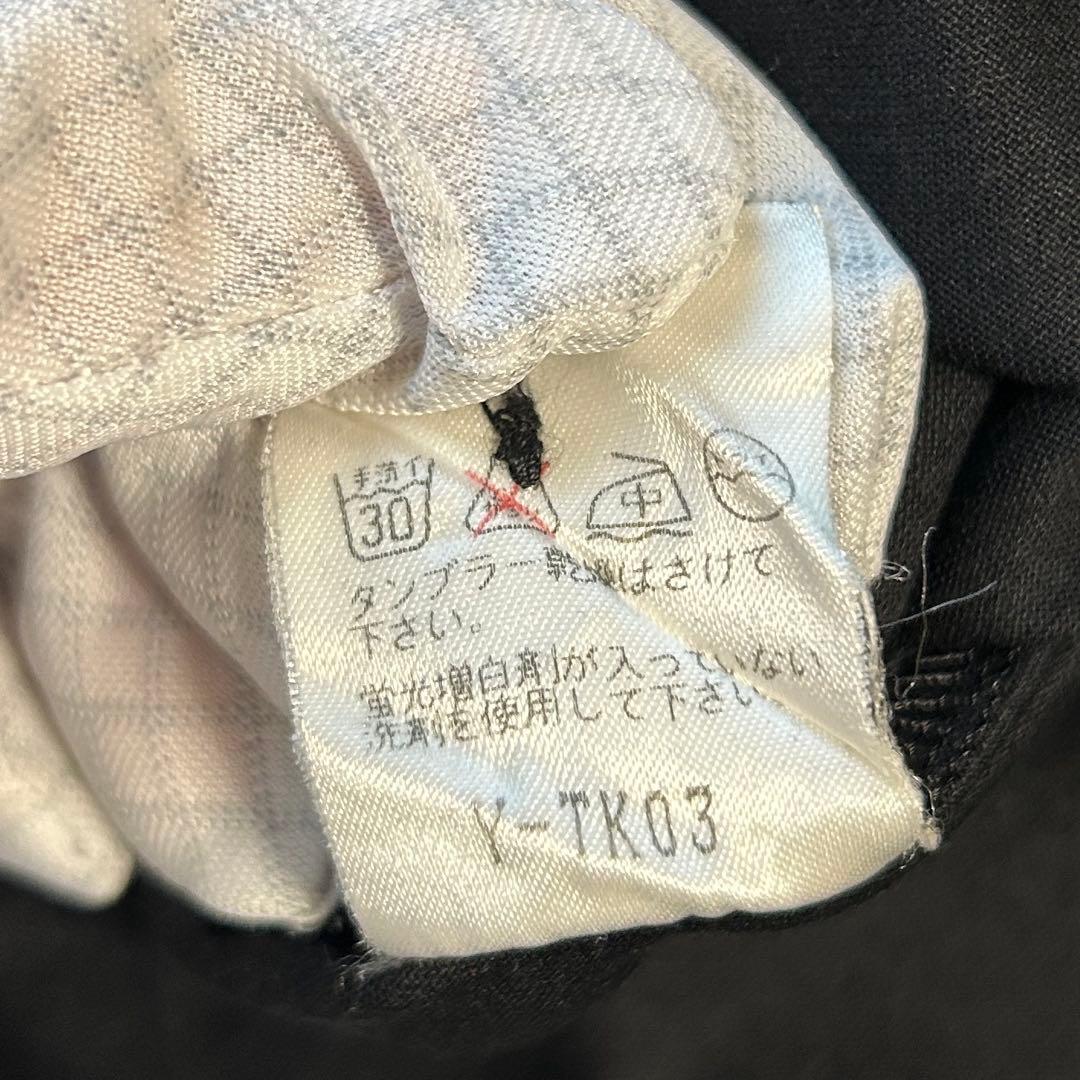 手洗イ
30
中
タンブラー乾燥はさけて
下さい。
蛍光増白剤が入っていない
洗剤を使用して下さい
Y-TK03